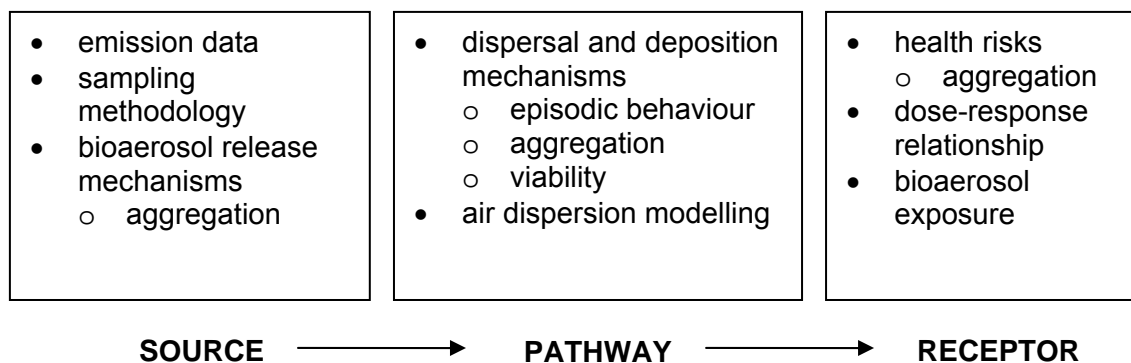 • emission data
• sampling
methodology
• bioaerosol release
mechanisms
o aggregation
• dispersal and deposition
mechanisms
o episodic behaviour
o aggregation
o viability
• air dispersion modelling
• health risks
o aggregation
• dose-response
relationship
• bioaerosol
exposure
SOURCE
PATHWAY
RECEPTOR